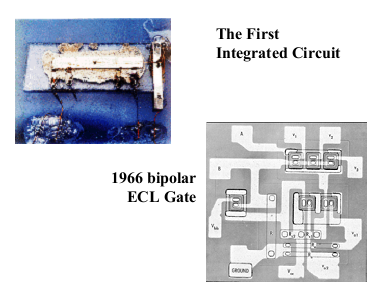 The First
Integrated Circuit
1966 bipolar
ECL Gate
A
B
GROUND